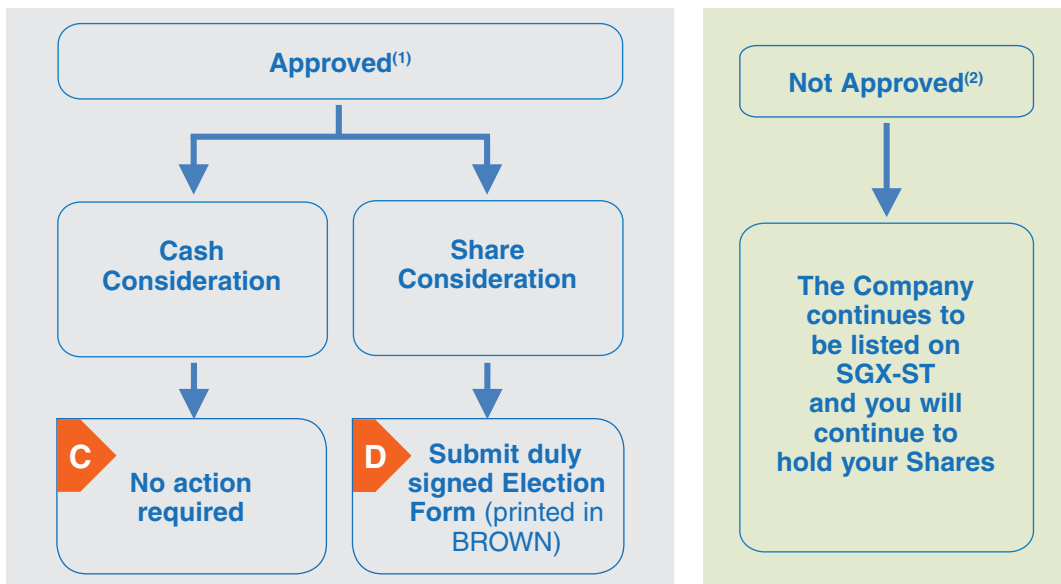 Approved(1)
Cash
Consideration
Share
Consideration
C
No action
required
D
Submit duly
signed Election
Form (printed in
BROWN)
Not Approved(2)
The Company
continues to
be listed on
SGX-ST
and you will
continue to
hold your Shares